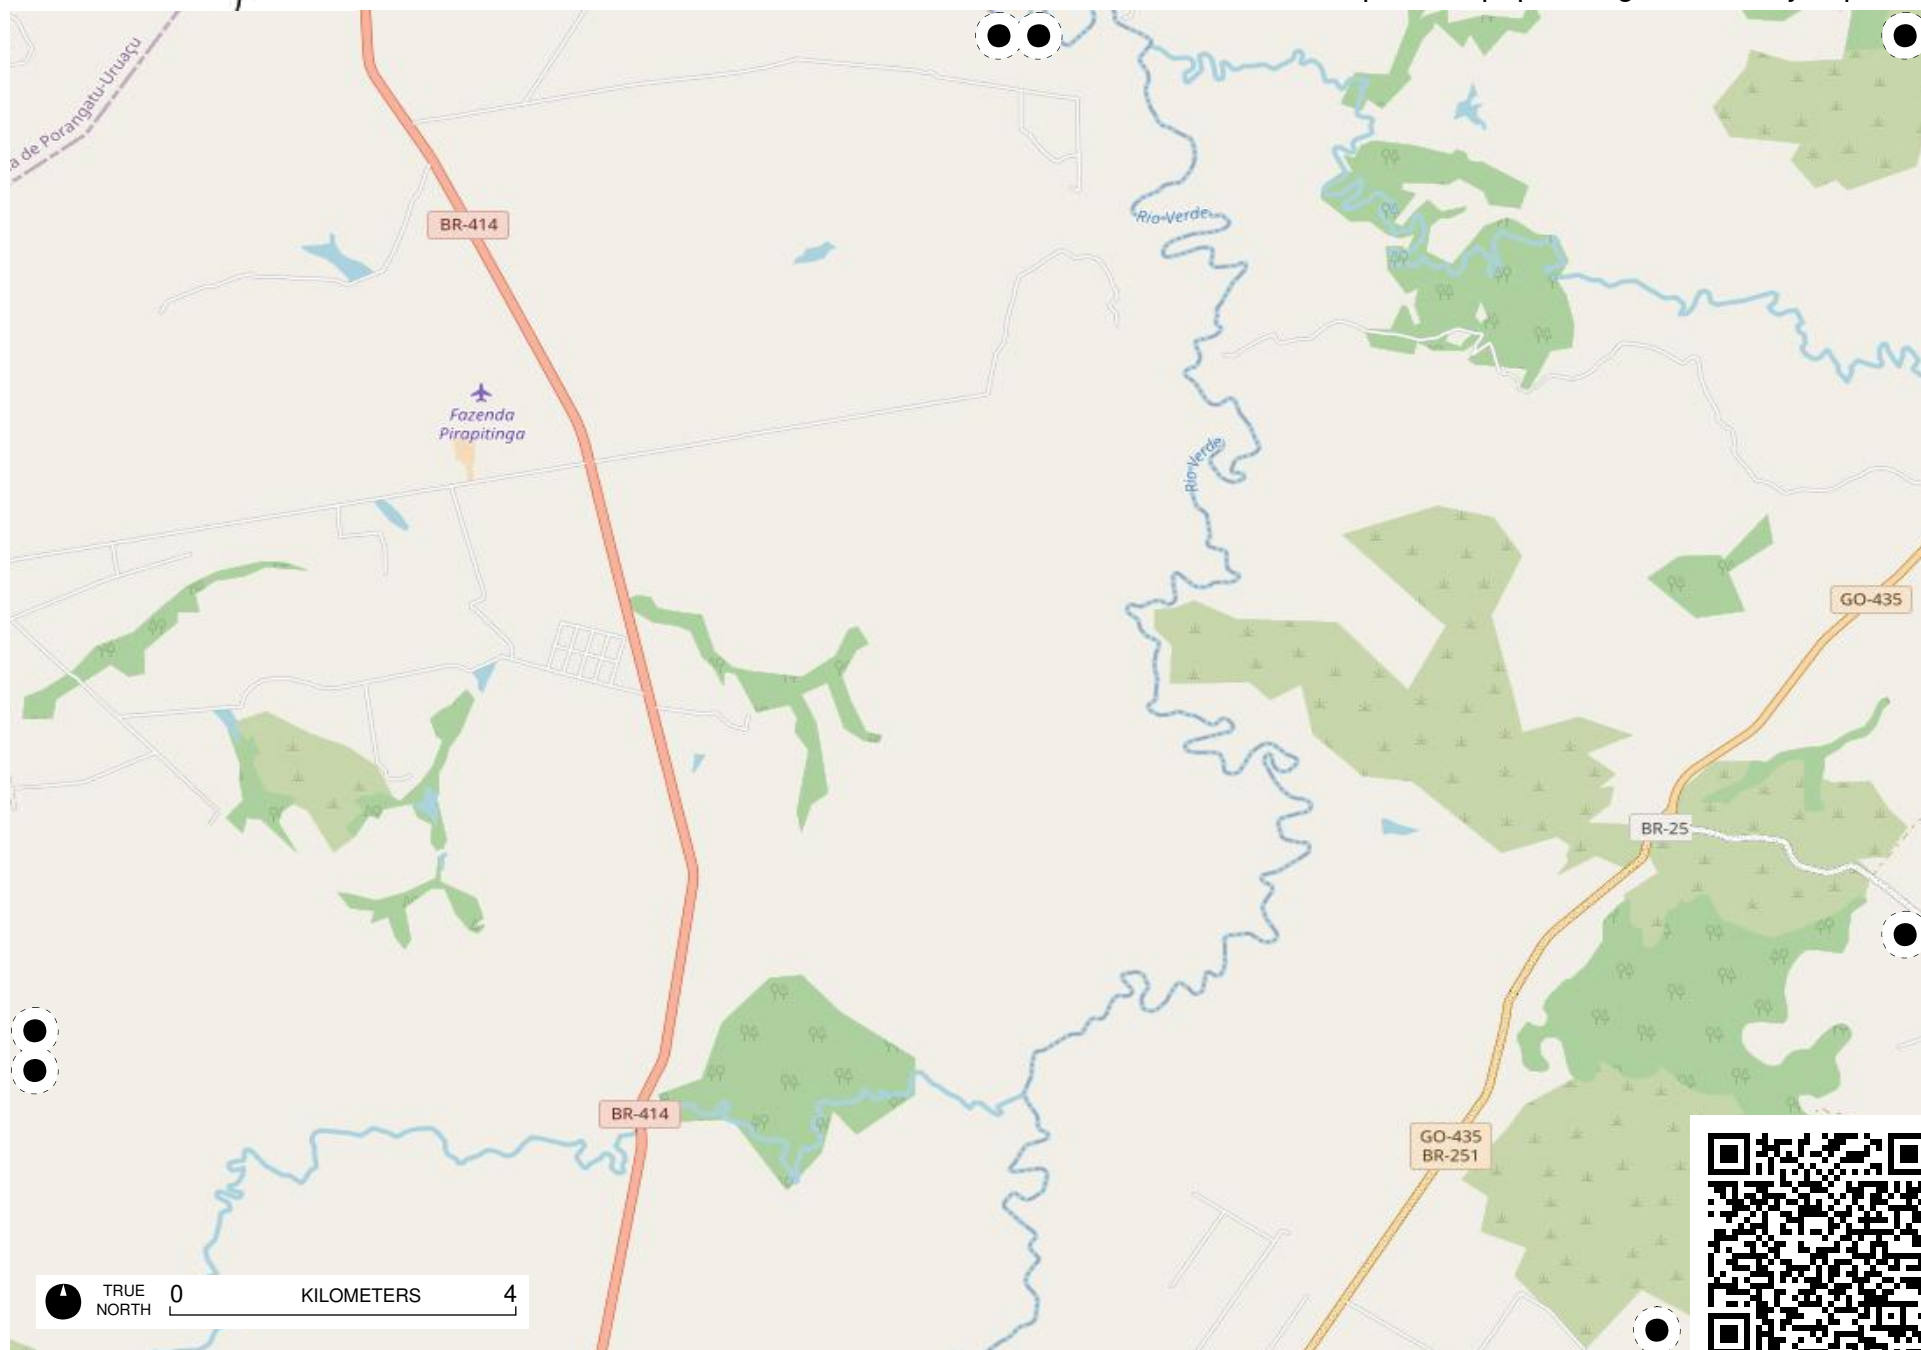 a de Porangatu-Uruaçu
BR-414
Rio Verde
Fazenda
Pirapitinga
Rio Verde
GO-435
BR-25
BR-414
GO-435
BR-251
TRUE
NORTH
0 KILOMETERS 4